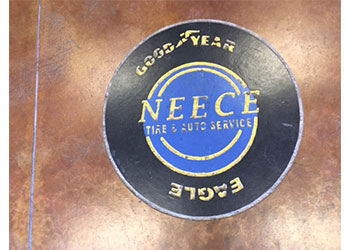 GOODYEAR
NEECE
TIRE & AUTO SERVICE
EAGLE